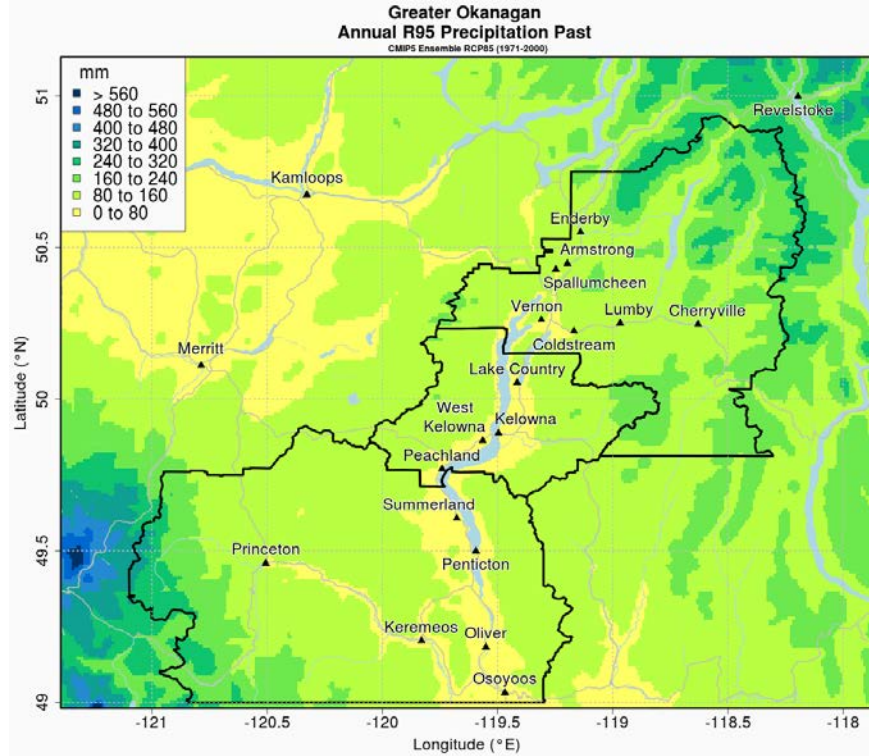 Greater Okanagan
Annual R95 Precipitation Past
CMIP5 Ensemble RCP85 (1971-2000)
mm
> 560
480 to 560
400 to 480
320 to 400
240 to 320
160 to 240
80 to 160
0 to 80
Revelstoke
Kamloops
Enderby
Armstrong
Spallumcheen
Vernon
Lumby
Cherryville
Coldstream
Merritt
Lake Country
West
Kelowna
Kelowna
Peachland
Summerland
Princeton
Penticton
Keremeos
Oliver
Osoyoos
51
50.5
50
49.5
49
Latitude (°N)
-121
-120.5
-120
-119.5
-119
-118.5
-118
Longitude (°E)